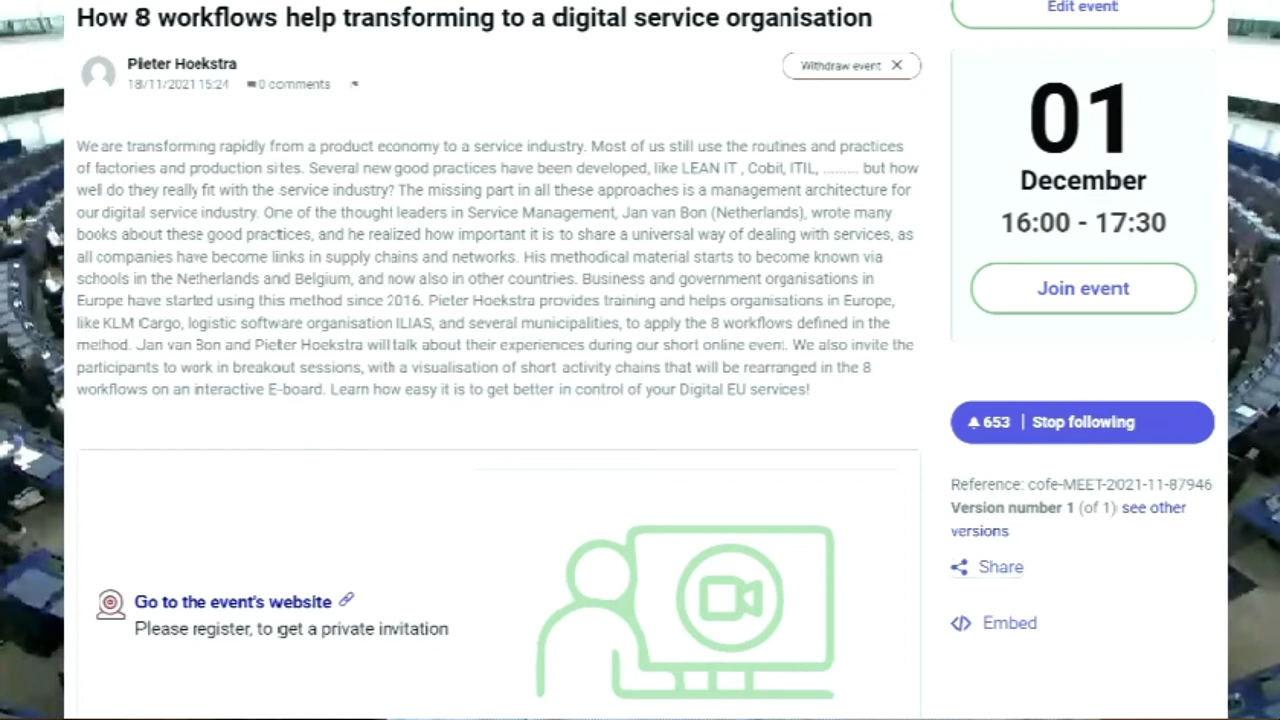 How 8 workflows help transforming to a digital service organisation
Edit event
Pieter Hoekstra
18/11/2021 15:24 0 comments
Withdraw event
We are transforming rapidly from a product economy to a service industry. Most of us still use the routines and practices
of factories and production sites. Several new good practices have been developed, like LEAN IT , Cobit, ITIL, ......... but how
well do they really fit with the service industry? The missing part in all these approaches is a management architecture for
our digital service industry. One of the thought leaders in Service Management, Jan van Bon (Netherlands), wrote many
books about these good practices, and he realized how important it is to share a universal way of dealing with services, as
all companies have become links in supply chains and networks. His methodical material starts to become known via
schools in the Netherlands and Belgium, and now also in other countries. Business and government organisations in
Europe have started using this method since 2016. Pieter Hoekstra provides training and helps organisations in Europe,
like KLM Cargo, logistic software organisation ILIAS, and several municipalities, to apply the 8 workflows defined in the
method. Jan van Bon and Pieter Hoekstra will talk about their experiences during our short online event. We also invite the
participants to work in breakout sessions, with a visualisation of short activity chains that will be rearranged in the 8
workflows on an interactive E-board. Learn how easy it is to get better in control of your Digital EU services!
01
December
16:00 - 17:30
Join event
653 | Stop following
Reference: cofe-MEET-2021-11-87946
Version number 1 (of 1) see other
versions
Share
Embed
Go to the event's website
Please register, to get a private invitation